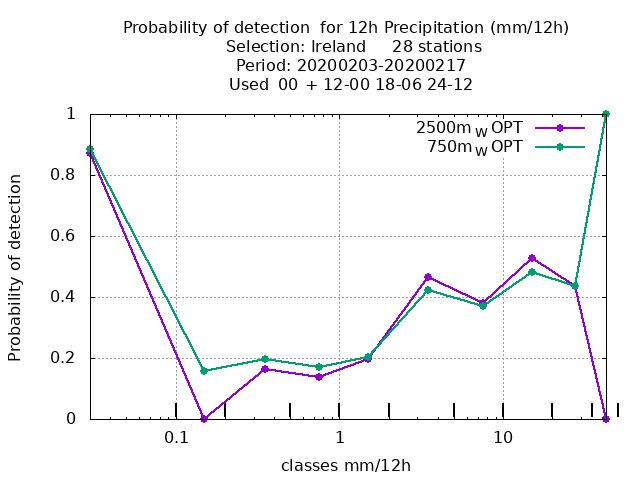 Probability of detection for 12h Precipitation (mm/12h)
Selection: Ireland 28 stations
Period: 20200203-20200217
Used 00 + 12-00 18-06 24-12
2500m W OPT
750m W OPT
Probability of detection
1
0.8
0.6
0.4
0.2
0
0.1 1 10
classes mm/12h